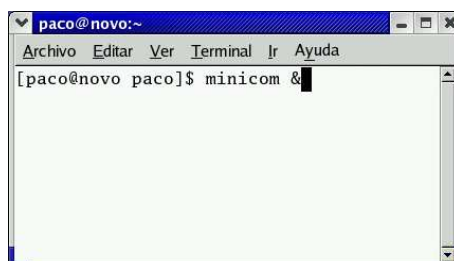 paco@novo:~
Archivo Editar Ver Terminal Ir Ayuda
[paco@novo paco]$ minicom &